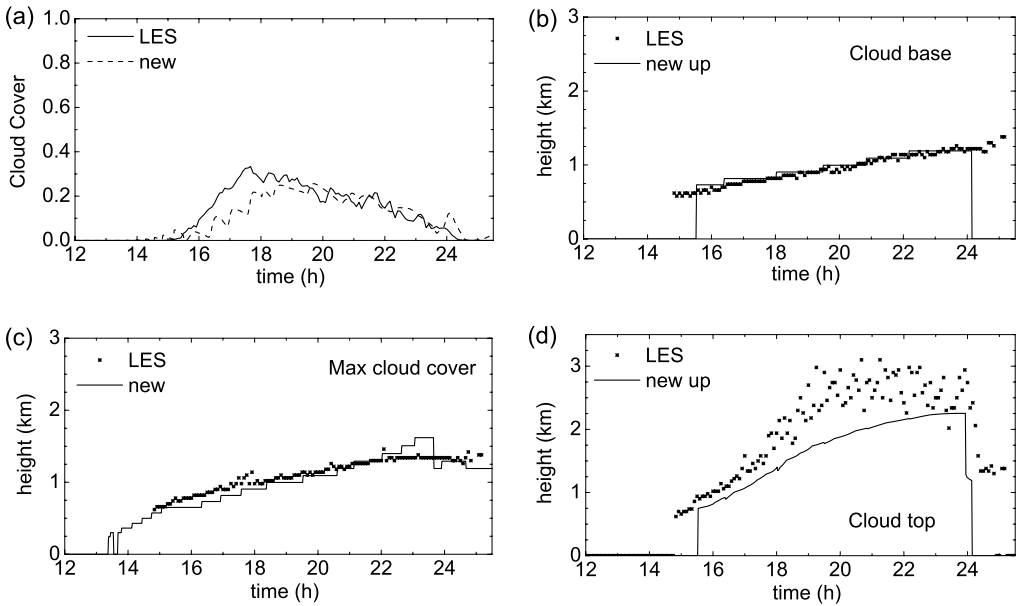 (a)
1.0
0.8
0.6
0.4
0.2
0.0
Cloud Cover
LES
new
12 14 16 18 20 22 24
time (h)
(b)
3
2
1
0
height (km)
LES
new up
Cloud base
12 14 16 18 20 22 24
time (h)
(c)
3
2
1
0
height (km)
LES
new
Max cloud cover
12 14 16 18 20 22 24
time (h)
(d)
3
2
1
0
height (km)
LES
new up
Cloud top
12 14 16 18 20 22 24
time (h)